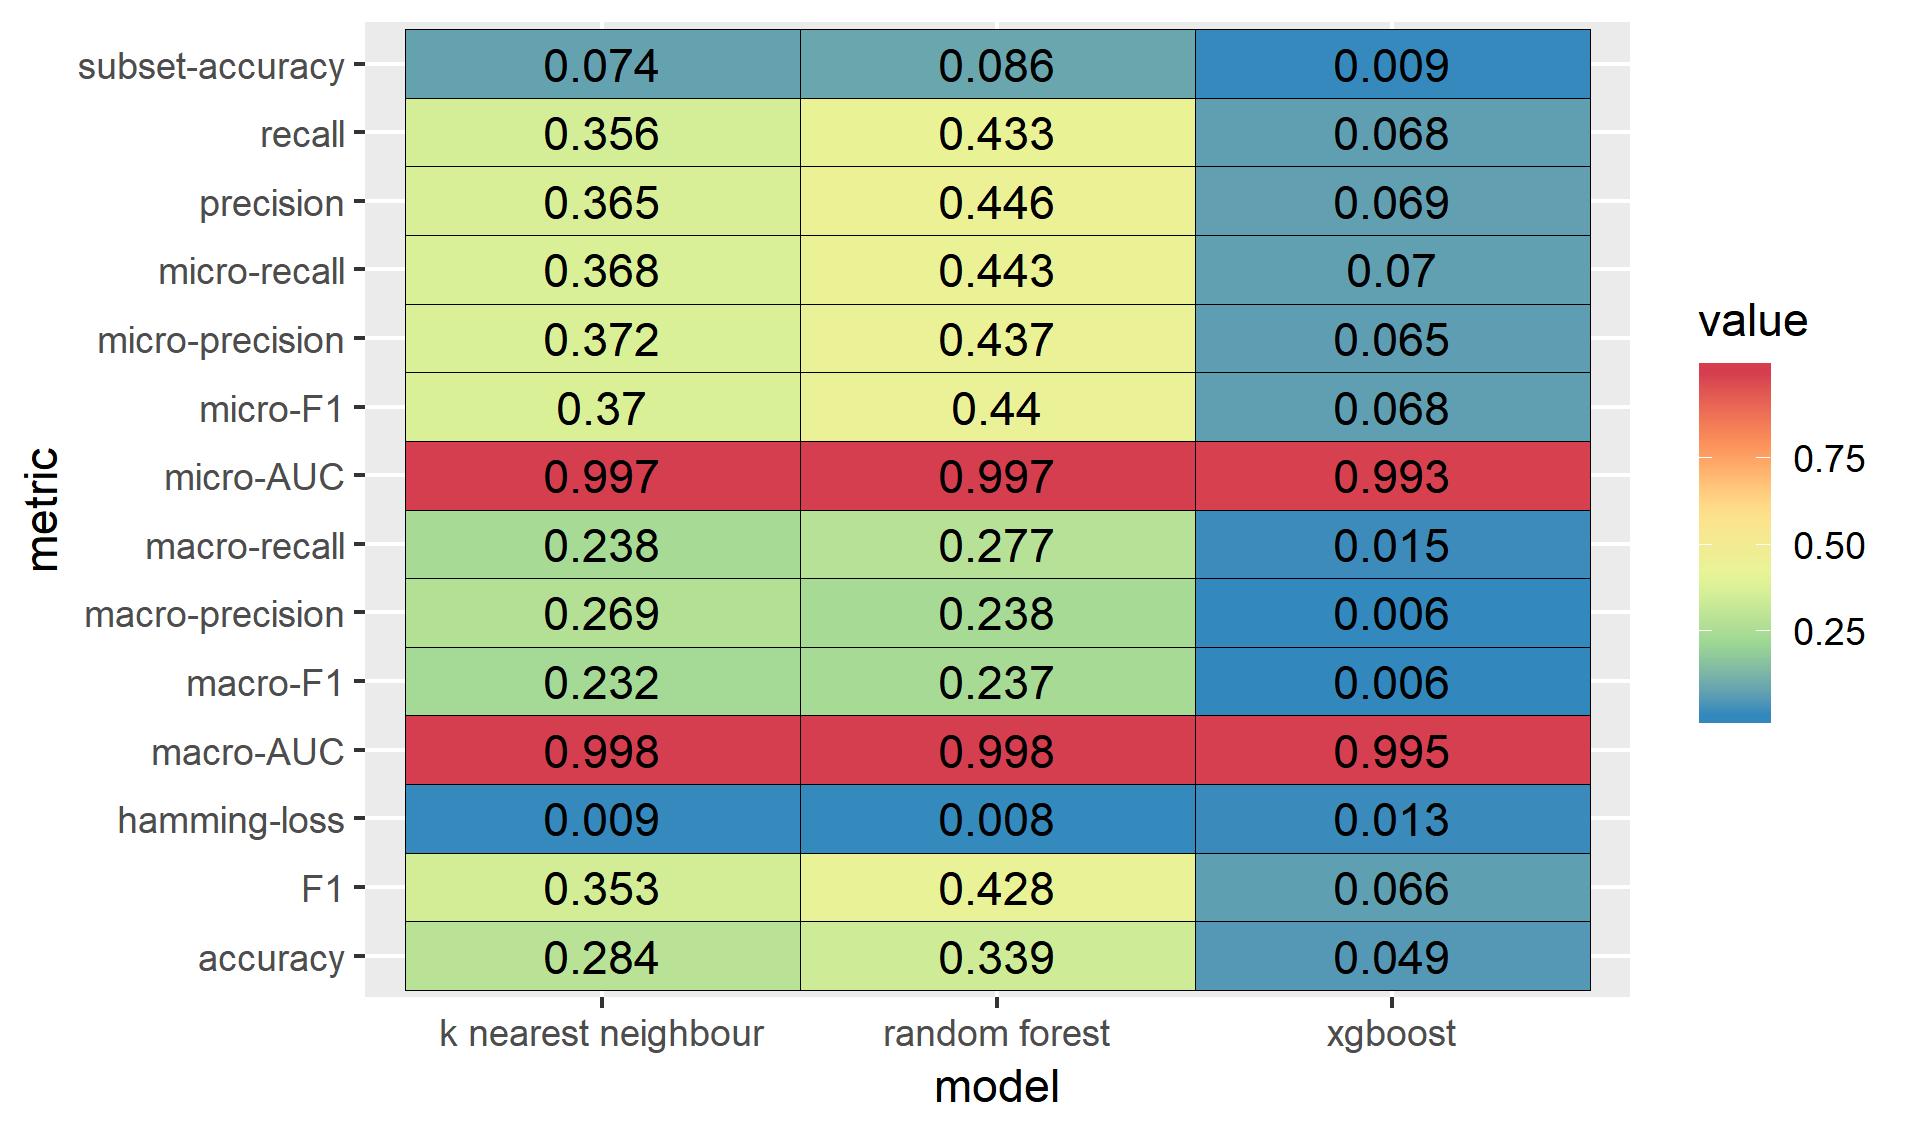 subset-accuracy 0.074 0.086 0.009
recall 0.356 0.433 0.068
precision 0.365 0.446 0.069
micro-recall 0.368 0.443 0.07
micro-precision 0.372 0.437 0.065
micro-F1 0.37 0.44 0.068
micro-AUC 0.997 0.997 0.993
macro-recall 0.238 0.277 0.015
macro-precision 0.269 0.238 0.006
macro-F1 0.232 0.237 0.006
macro-AUC 0.998 0.998 0.995
hamming-loss 0.009 0.008 0.013
F1 0.353 0.428 0.066
accuracy 0.284 0.339 0.049
k nearest neighbour random forest xgboost
model
metric
value
0.75
0.50
0.25